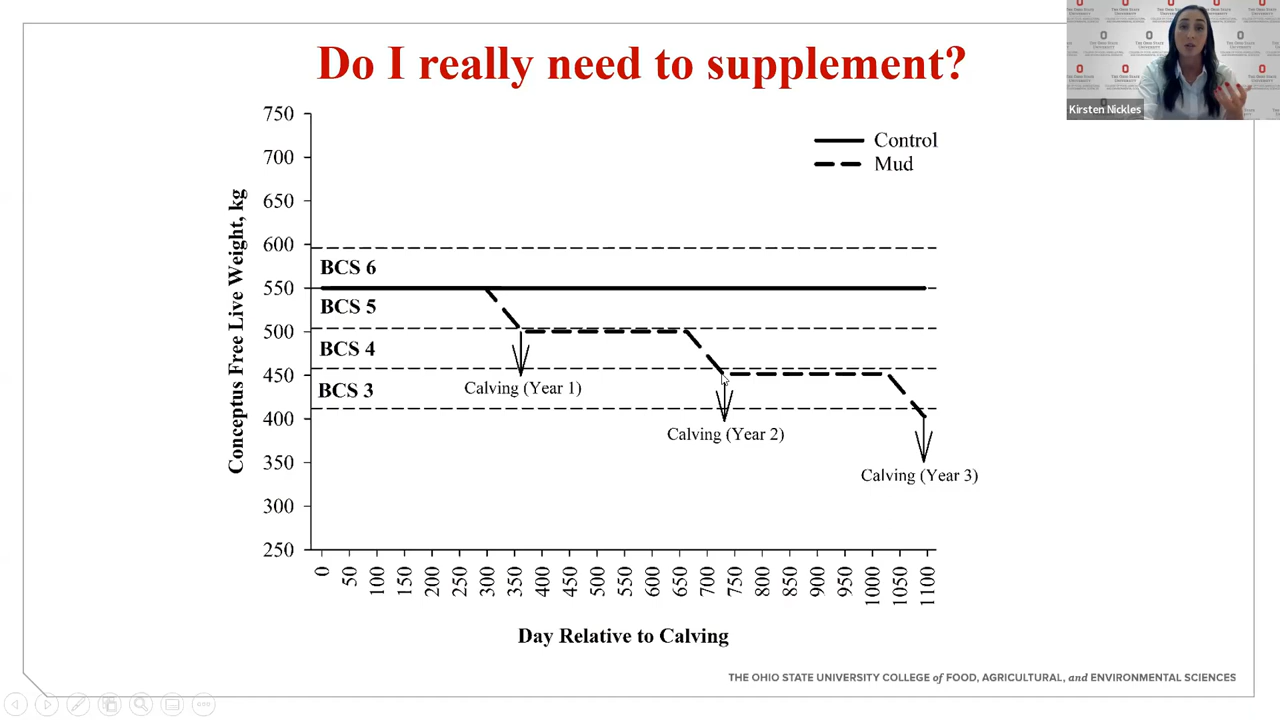 Do I really need to supplement?
Kirsten Nickles
Control
Mud
Conceptus Free Live Weight, kg
750
700
650
600
550
500
450
400
350
300
250
BCS 6
BCS 5
BCS 4
BCS 3
Calving (Year 1)
Calving (Year 2)
Calving (Year 3)
0
50
100
150
200
250
300
350
400
450
500
550
600
650
700
750
800
850
900
950
1000
1050
1100
Day Relative to Calving
THE OHIO STATE UNIVERSITY COLLEGE of FOOD, AGRICULTURAL, and ENVIRONMENTAL SCIENCES